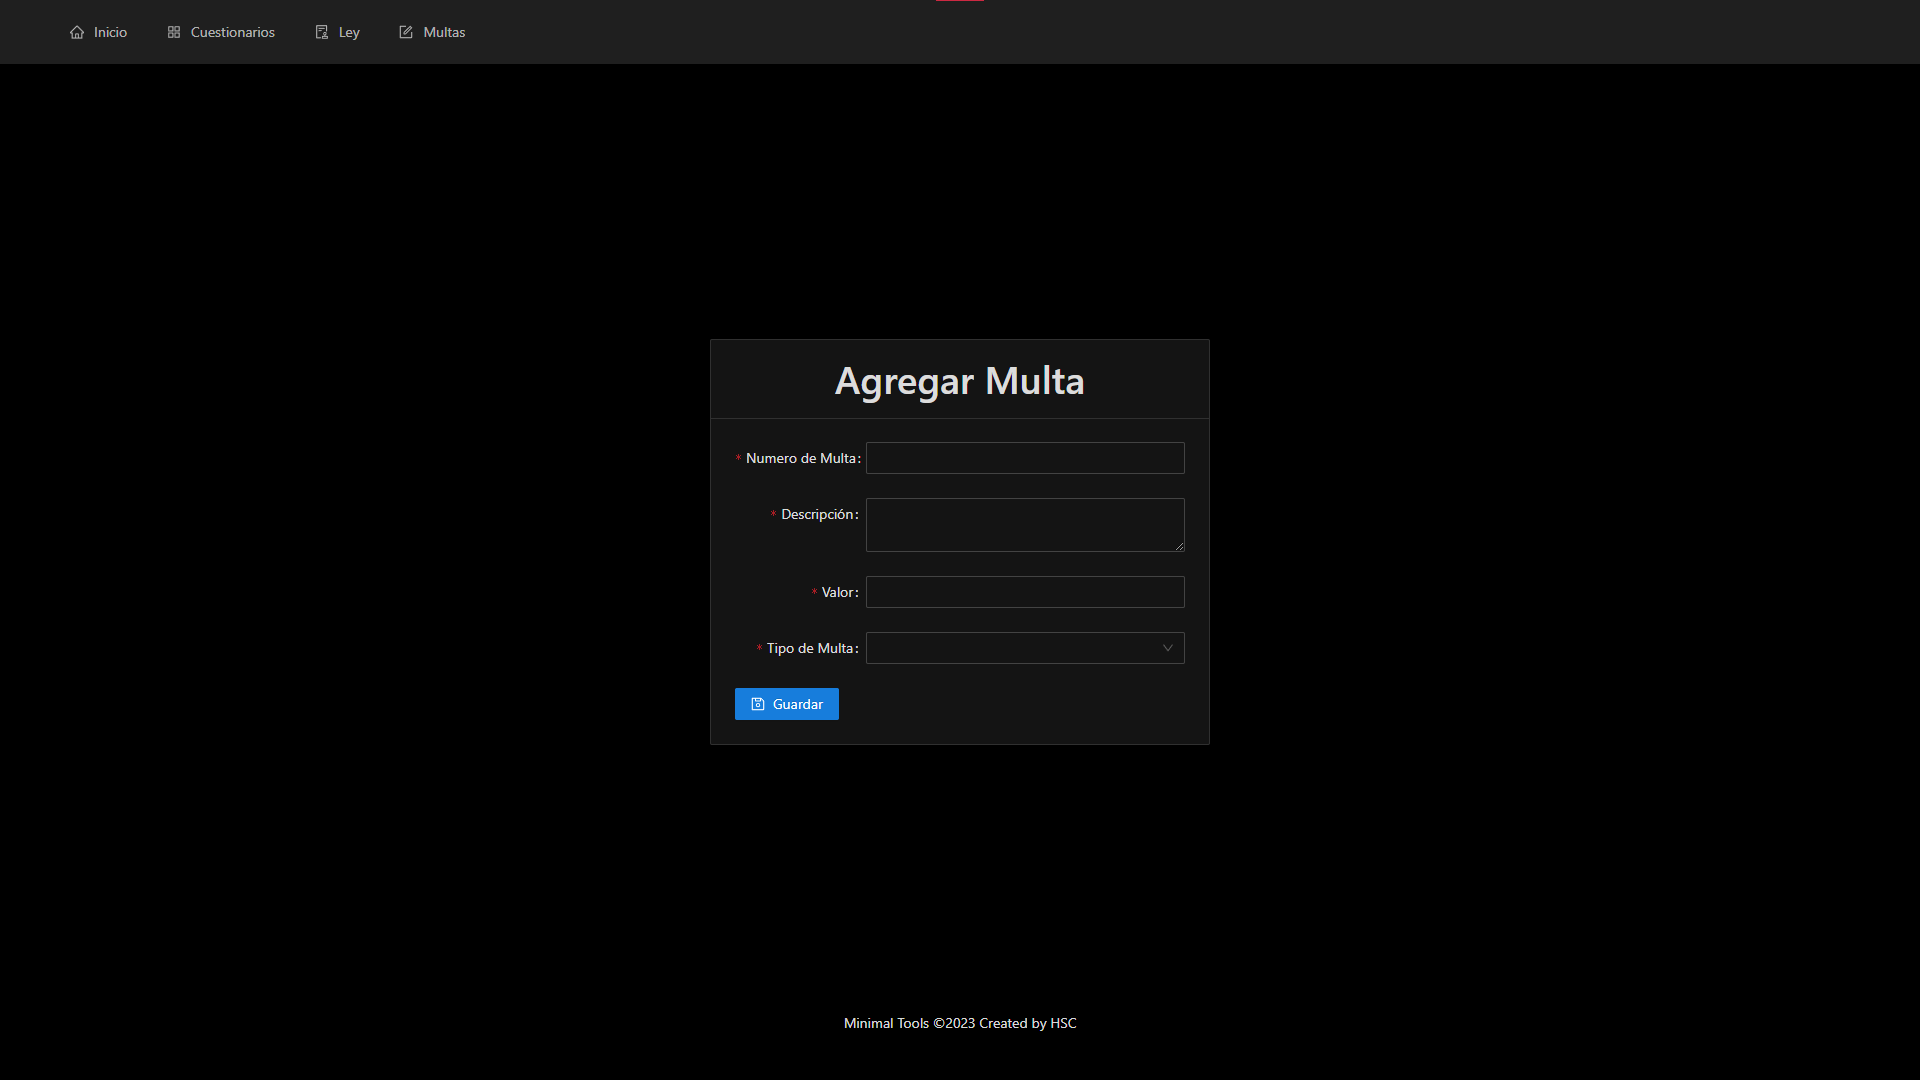 Inicio
Cuestionarios
Ley
Multas
Agregar Multa
* Numero de Multa:
* Descripción:
* Valor:
* Tipo de Multa:
Guardar
Minimal Tools ©2023 Created by HSC